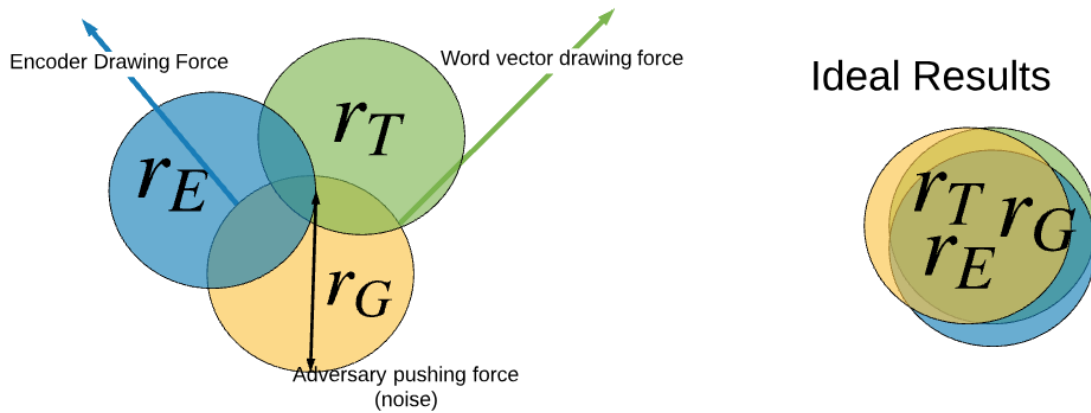 Encoder Drawing Force
Word vector drawing force
Ideal Results
r_T
r_E
r_G
Adversary pushing force
(noise)
r_T
r_G
r_E